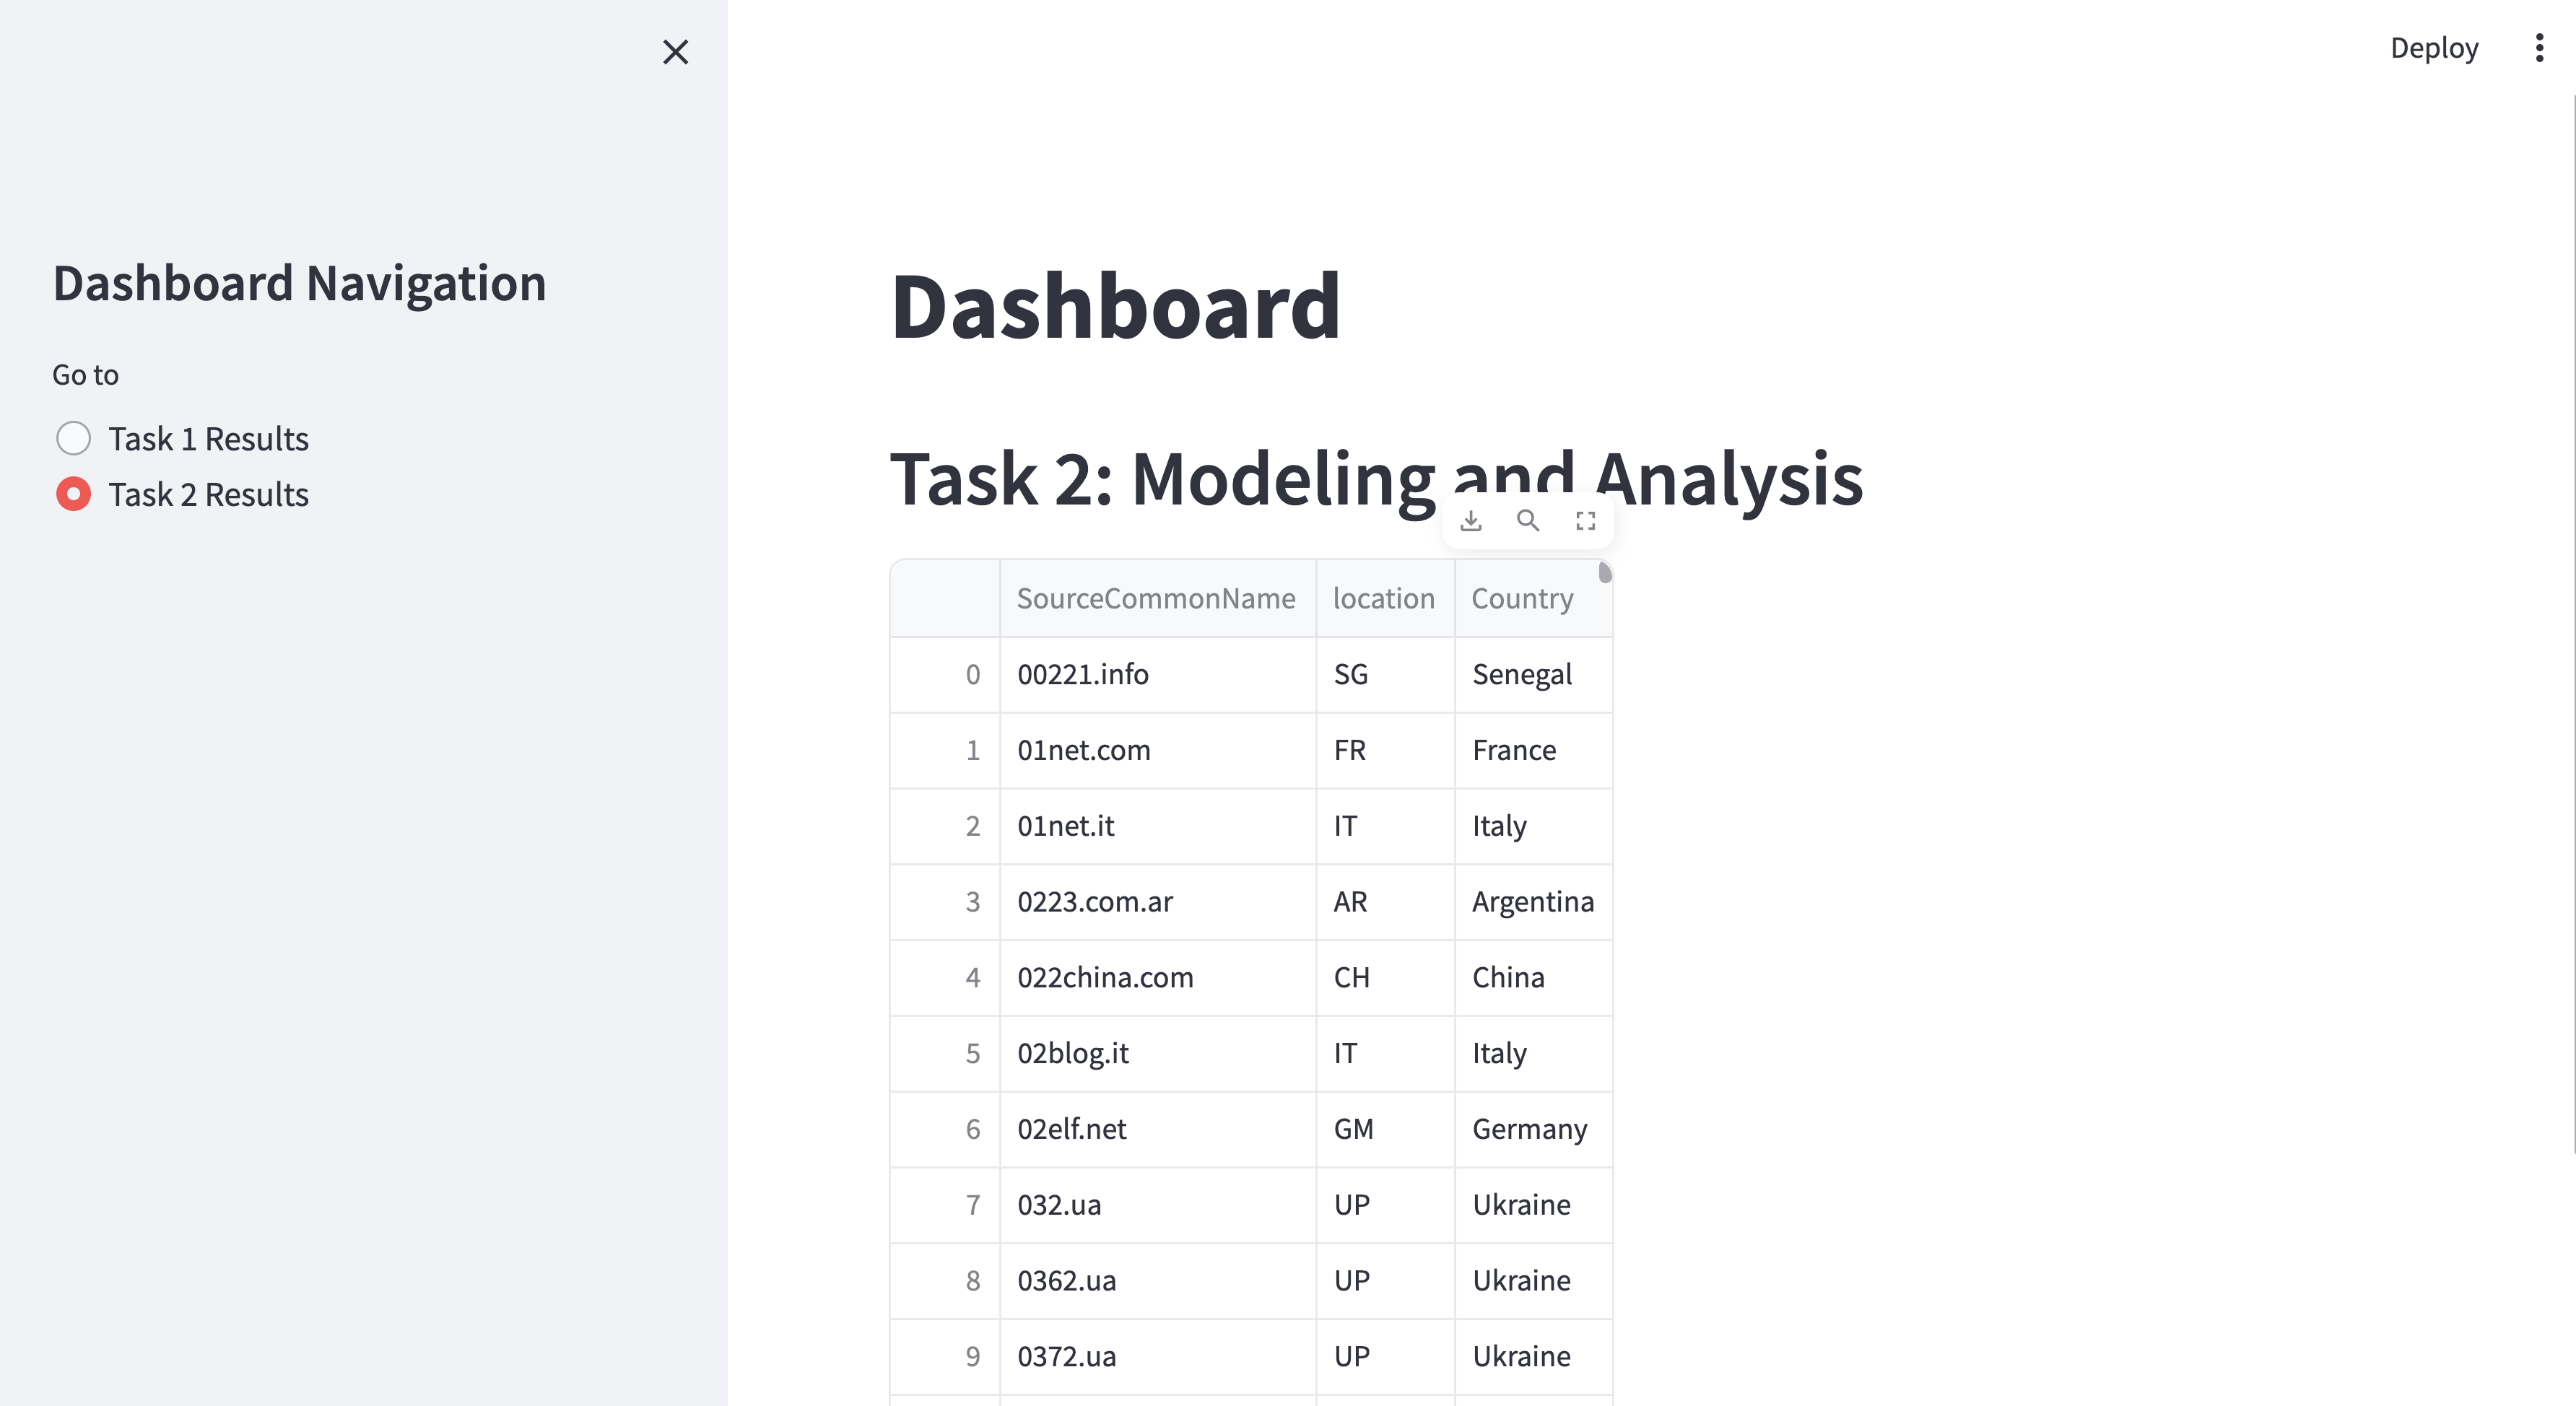 Deploy
Dashboard Navigation
Go to
Task 1 Results
Task 2 Results
Dashboard
Task 2: Modeling and Analysis
SourceCommonName location Country
0 00221.info SG Senegal
1 01net.com FR France
2 01net.it IT Italy
3 0223.com.ar AR Argentina
4 022china.com CH China
5 02blog.it IT Italy
6 02elf.net GM Germany
7 032.ua UP Ukraine
8 0362.ua UP Ukraine
9 0372.ua UP Ukraine